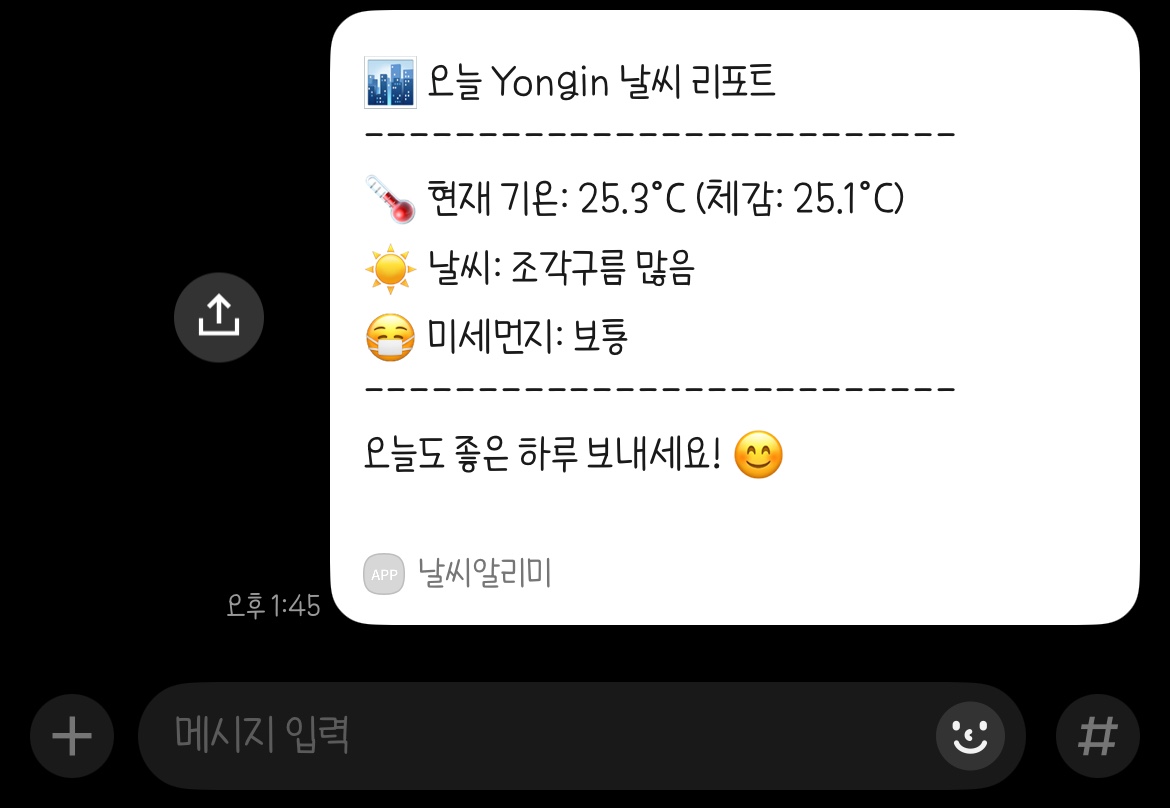 오늘 Yongin 날씨 리포트
--------------------------
현재 기온: 25.3°C (체감: 25.1°C)
날씨: 조각구름 많음
미세먼지: 보통
--------------------------
오늘도 좋은 하루 보내세요!
APP 날씨알리미
오후 1:45
메시지 입력